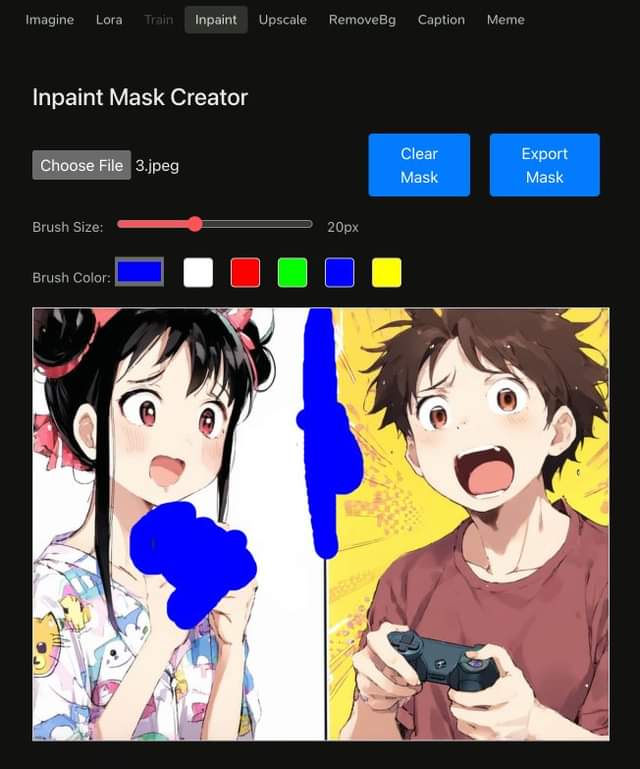 Imagine Lora Train Inpaint Upscale RemoveBg Caption Meme
Inpaint Mask Creator
Choose File 3.jpeg
Clear Mask
Export Mask
Brush Size: 20px
Brush Color: